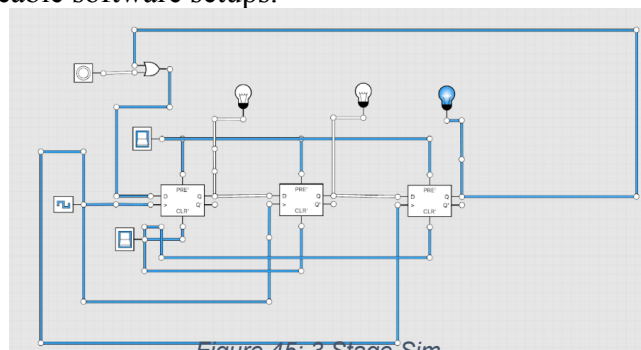 cable software setups.
PRE' PRE' PRE'
D Q D Q D Q
> Q' > Q' > Q'
CLR' CLR' CLR'
Figure 45: 3 Stage Sim